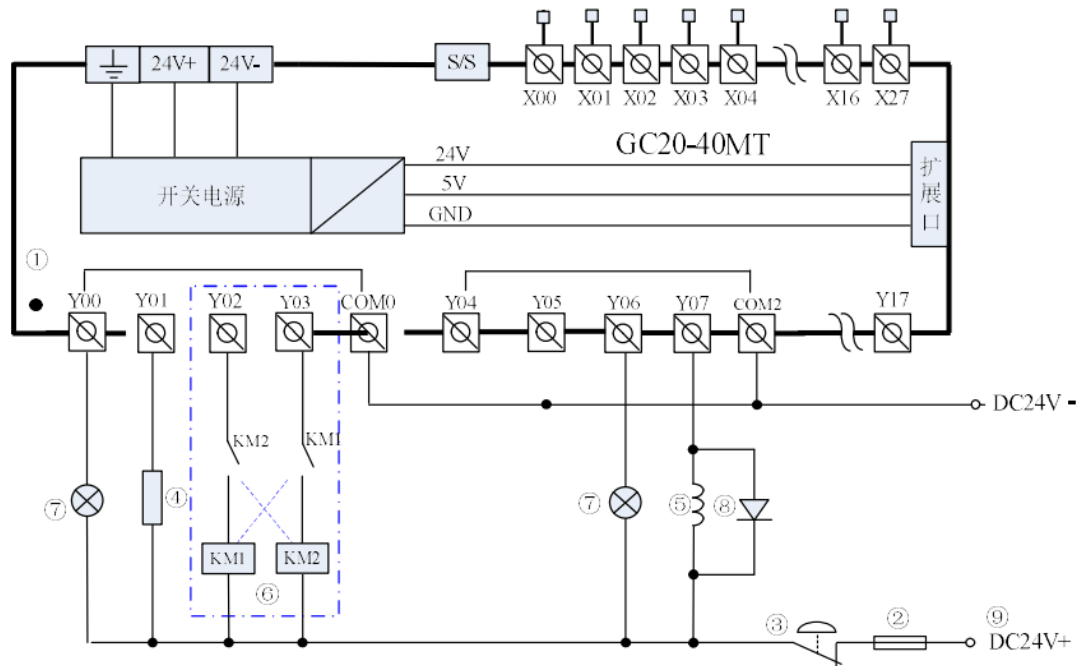 24V+ 24V- S/S
X00 X01 X02 X03 X04 X16 X27
GC20-40MT
24V
开关电源
5V
GND
扩展口
①
Y00 Y01 Y02 Y03 COM0 Y04 Y05 Y06 Y07 COM2 Y17
DC24V -
KM2 KM1
⑦ ④ ⑦ ⑤ ⑧
KM1 KM2
⑥
③ ② ⑨
DC24V+